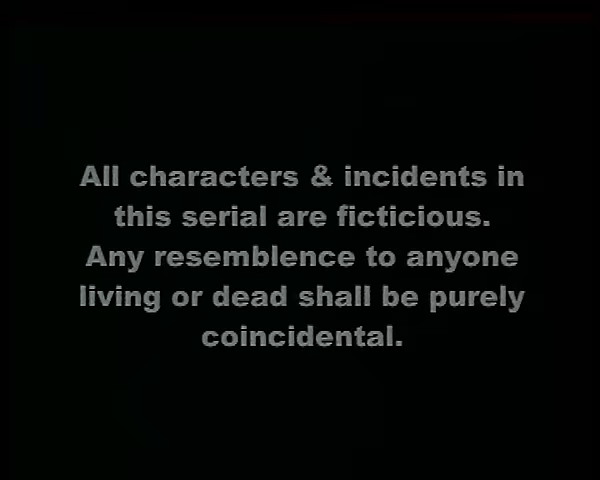 All characters & incidents in
this serial are ficticious.
Any resemblence to anyone
living or dead shall be purely
coincidental.